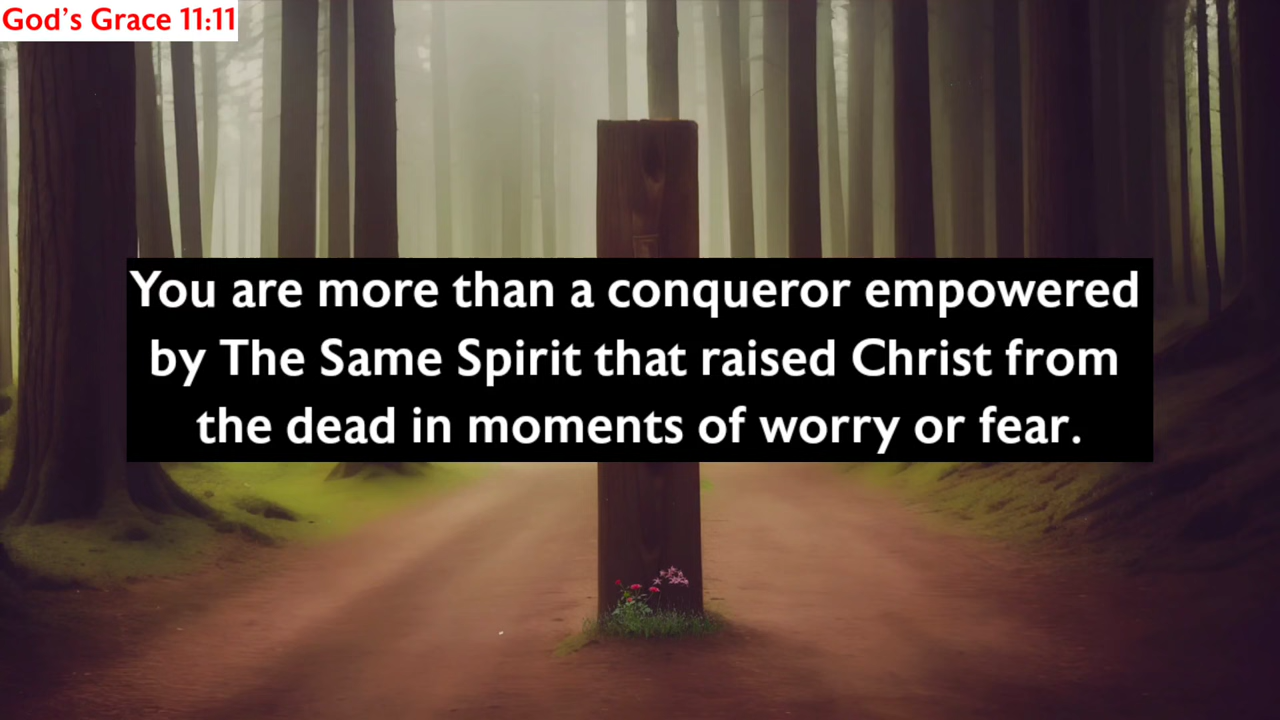 God's Grace 11:11
You are more than a conqueror empowered
by The Same Spirit that raised Christ from
the dead in moments of worry or fear.